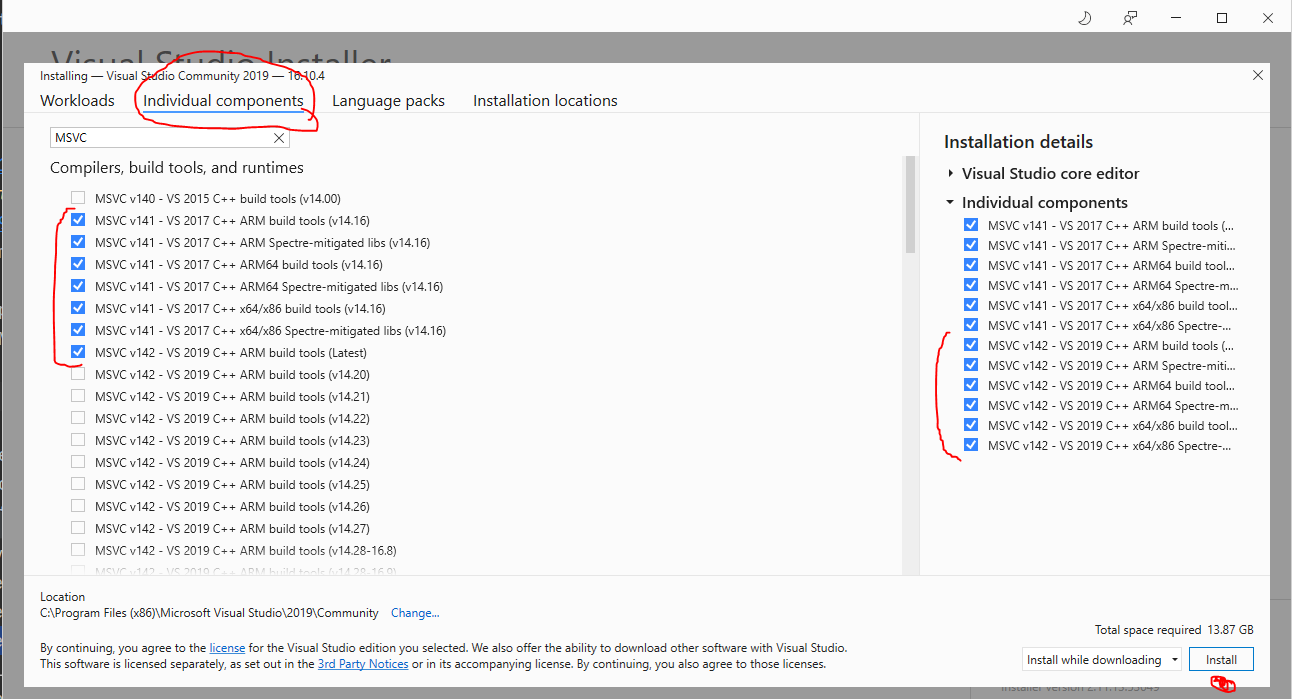 Visual Studio Installer
Installing — Visual Studio Community 2019 — 16.10.4
Workloads Individual components Language packs Installation locations
MSVC
Compilers, build tools, and runtimes
MSVC v140 - VS 2015 C++ build tools (v14.00)
MSVC v141 - VS 2017 C++ ARM build tools (v14.16)
MSVC v141 - VS 2017 C++ ARM Spectre-mitigated libs (v14.16)
MSVC v141 - VS 2017 C++ ARM64 build tools (v14.16)
MSVC v141 - VS 2017 C++ ARM64 Spectre-mitigated libs (v14.16)
MSVC v141 - VS 2017 C++ x64/x86 build tools (v14.16)
MSVC v141 - VS 2017 C++ x64/x86 Spectre-mitigated libs (v14.16)
MSVC v142 - VS 2019 C++ ARM build tools (Latest)
MSVC v142 - VS 2019 C++ ARM build tools (v14.20)
MSVC v142 - VS 2019 C++ ARM build tools (v14.21)
MSVC v142 - VS 2019 C++ ARM build tools (v14.22)
MSVC v142 - VS 2019 C++ ARM build tools (v14.23)
MSVC v142 - VS 2019 C++ ARM build tools (v14.24)
MSVC v142 - VS 2019 C++ ARM build tools (v14.25)
MSVC v142 - VS 2019 C++ ARM build tools (v14.26)
MSVC v142 - VS 2019 C++ ARM build tools (v14.27)
MSVC v142 - VS 2019 C++ ARM build tools (v14.28-16.8)
MSVC v142 - VS 2019 C++ ARM build tools (v14.28-16.9)
Installation details
Visual Studio core editor
Individual components
MSVC v141 - VS 2017 C++ ARM build tools (...
MSVC v141 - VS 2017 C++ ARM Spectre-miti...
MSVC v141 - VS 2017 C++ ARM64 build tool...
MSVC v141 - VS 2017 C++ ARM64 Spectre-m...
MSVC v141 - VS 2017 C++ x64/x86 build tool...
MSVC v141 - VS 2017 C++ x64/x86 Spectre-...
MSVC v142 - VS 2019 C++ ARM build tools (...
MSVC v142 - VS 2019 C++ ARM Spectre-miti...
MSVC v142 - VS 2019 C++ ARM64 build tool...
MSVC v142 - VS 2019 C++ ARM64 Spectre-m...
MSVC v142 - VS 2019 C++ x64/x86 build tool...
MSVC v142 - VS 2019 C++ x64/x86 Spectre-...
Location
C:\Program Files (x86)\Microsoft Visual Studio\2019\Community Change...
Total space required 13.87 GB
By continuing, you agree to the license for the Visual Studio edition you selected. We also offer the ability to download other software with Visual Studio.
This software is licensed separately, as set out in the 3rd Party Notices or in its accompanying license. By continuing, you also agree to those licenses.
Install while downloading Install
Installer version